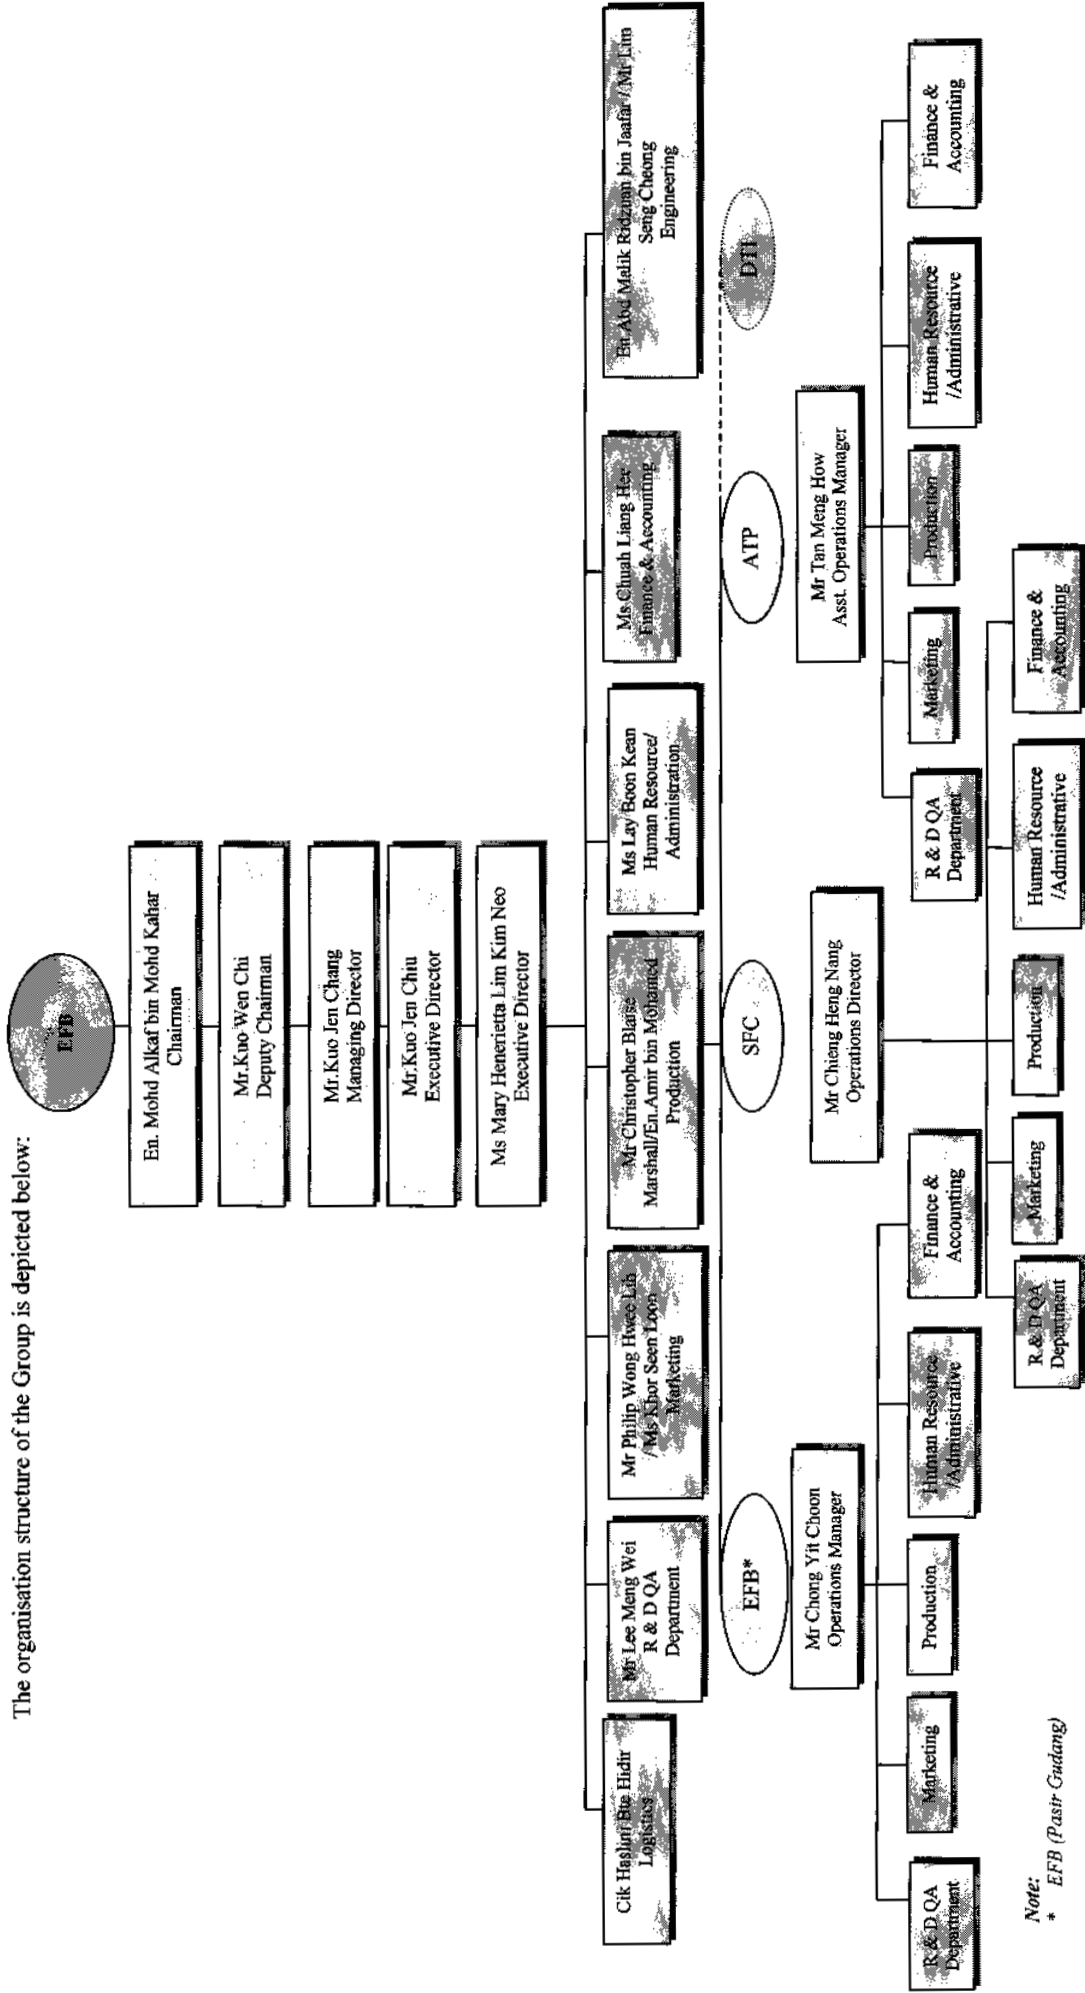 The organisation structure of the Group is depicted below:
EFB
En. Mohd Alkaf bin Mohd Kahar
Chairman
Mr.Kuo Wen Chi
Deputy Chairman
Mr.Kuo Jen Chang
Managing Director
Mr.Kuo Jen Chiu
Executive Director
Ms Mary Henerietta Lim Kim Neo
Executive Director
Cik Haslini Bte Hidir
Logistics
Mr Lee Meng Wei
R & D QA
Department
Mr Philip Wong Hwee Lib
/ Ms Khor Seen Loon
Marketing
Mr Christopher Blaise
Marshall/En.Amir bin Mohamed
Production
Ms Lay Boon Kean
Human Resource/
Administration
Ms Chuah Liang Hee
Finance & Accounting
En Abd Malik Ridzuan bin Jaafar / Mr Lim
Seng Cheong
Engineering
EFB*
SFC
ATP
DTI
Mr Chong Yit Choon
Operations Manager
Mr Chieng Heng Nang
Operations Director
Mr Tan Meng How
Asst. Operations Manager
R & D QA
Department
Marketing
Production
Human Resource
/Administrative
Finance &
Accounting
R & D QA
Department
Marketing
Production
Human Resource
/Administrative
Finance &
Accounting
R & D QA
Department
Marketing
Production
Human Resource
/Administrative
Finance &
Accounting
Note:
* EFB (Pasir Gudang)